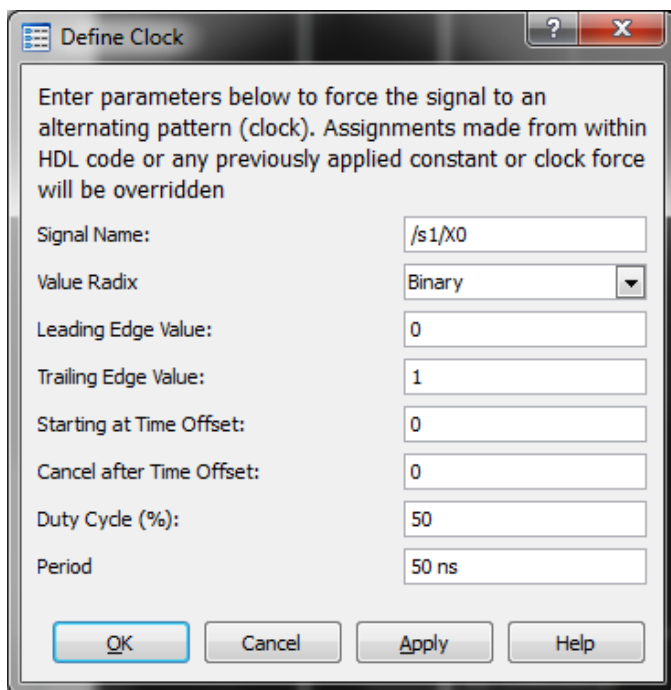 Define Clock
?
X
Enter parameters below to force the signal to an
alternating pattern (clock). Assignments made from within
HDL code or any previously applied constant or clock force
will be overridden
Signal Name: /s1/X0
Value Radix Binary
Leading Edge Value: 0
Trailing Edge Value: 1
Starting at Time Offset: 0
Cancel after Time Offset: 0
Duty Cycle (%): 50
Period 50 ns
OK Cancel Apply Help